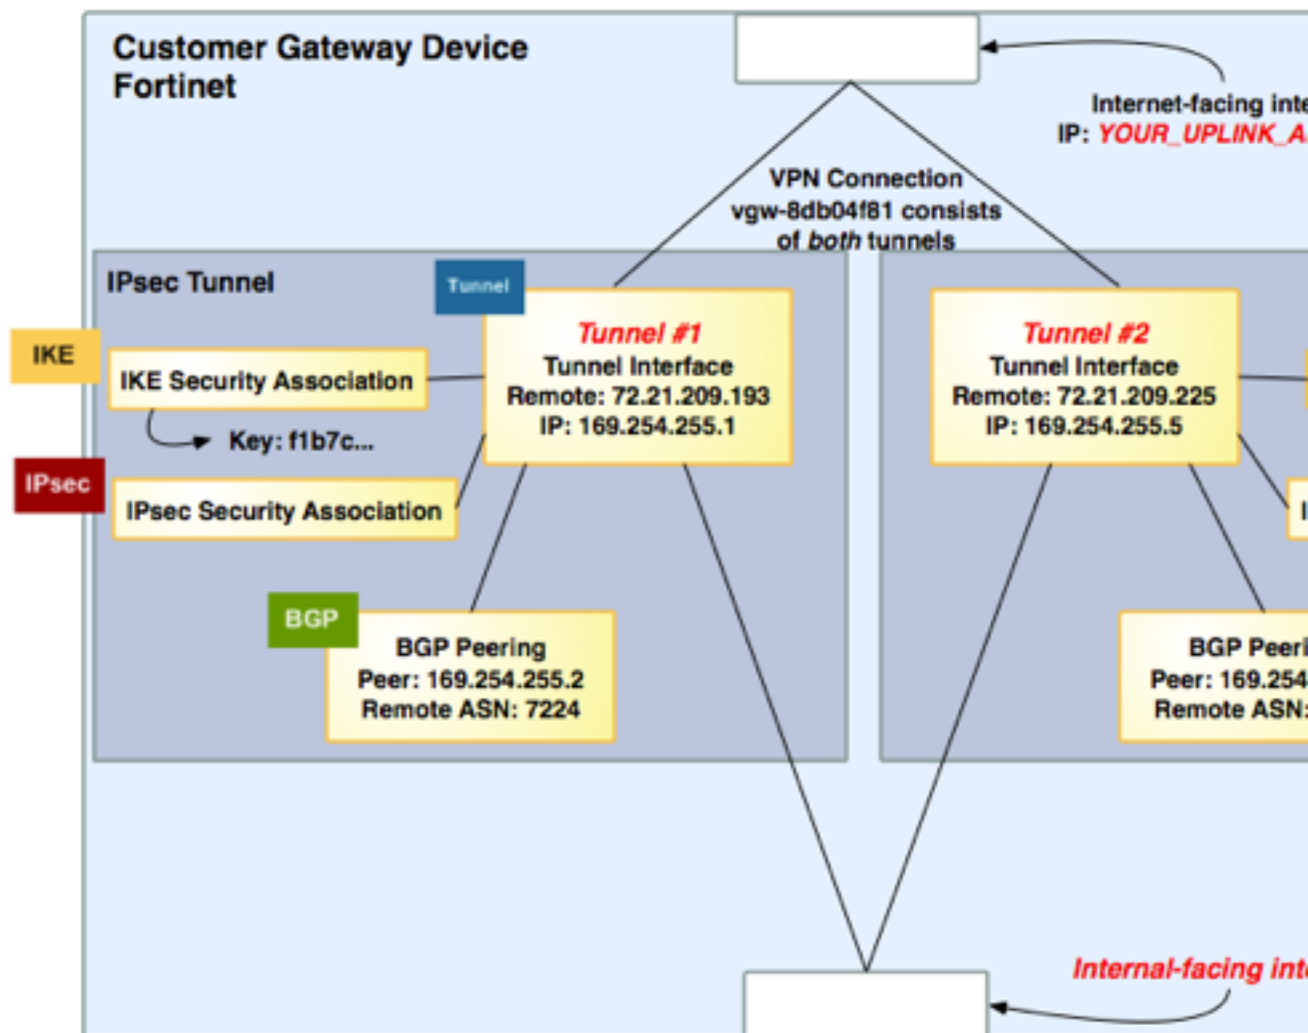 Customer Gateway Device
Fortinet
Internet-facing inte
IP: YOUR_UPLINK_A
VPN Connection
vgw-8db04f81 consists
of both tunnels
IPsec Tunnel
Tunnel
IKE
IKE Security Association
Key: f1b7c...
IPsec
IPsec Security Association
Tunnel #1
Tunnel Interface
Remote: 72.21.209.193
IP: 169.254.255.1
BGP
BGP Peering
Peer: 169.254.255.2
Remote ASN: 7224
Tunnel #2
Tunnel Interface
Remote: 72.21.209.225
IP: 169.254.255.5
I
BGP Peeri
Peer: 169.254
Remote ASN:
Internal-facing inte